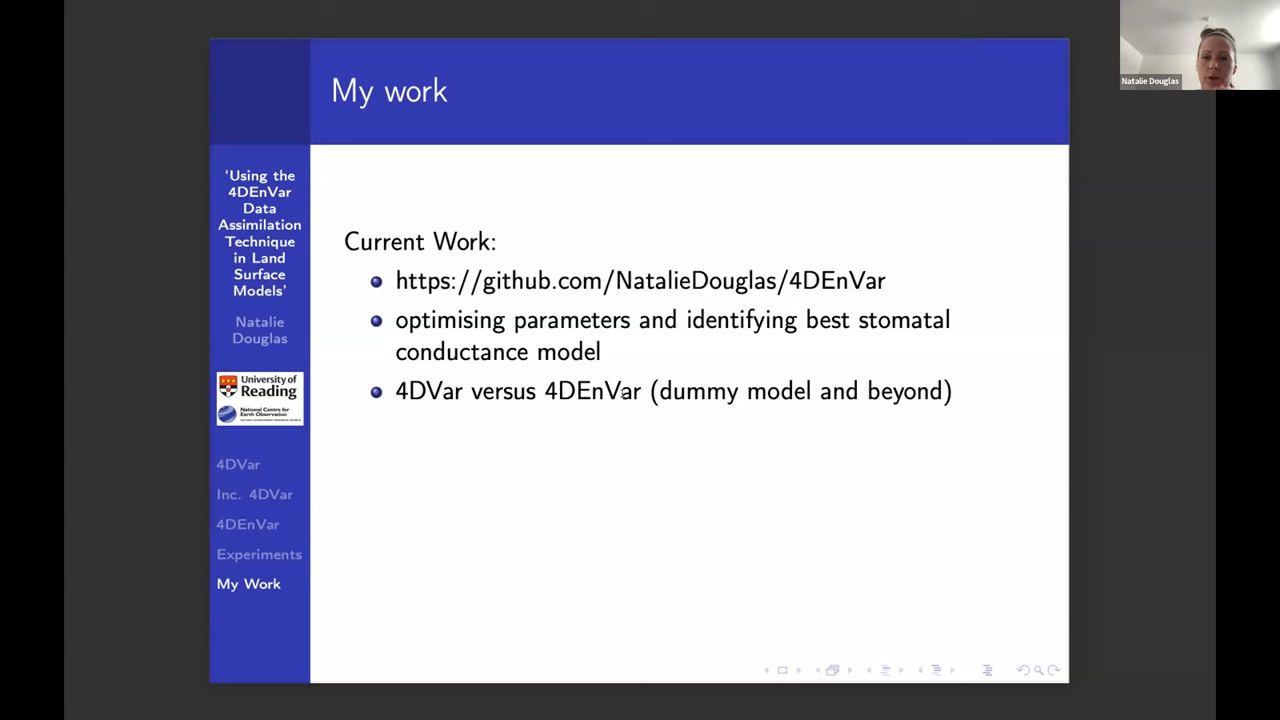 My work
'Using the
4DEnVar
Data
Assimilation
Technique
in Land
Surface
Models'
Natalie
Douglas
University of
Reading
National Centre for
Earth Observation
4DVar
Inc. 4DVar
4DEnVar
Experiments
My Work
Current Work:
https://github.com/NatalieDouglas/4DEnVar
optimising parameters and identifying best stomatal
conductance model
4DVar versus 4DEnVar (dummy model and beyond)
Natalie Douglas